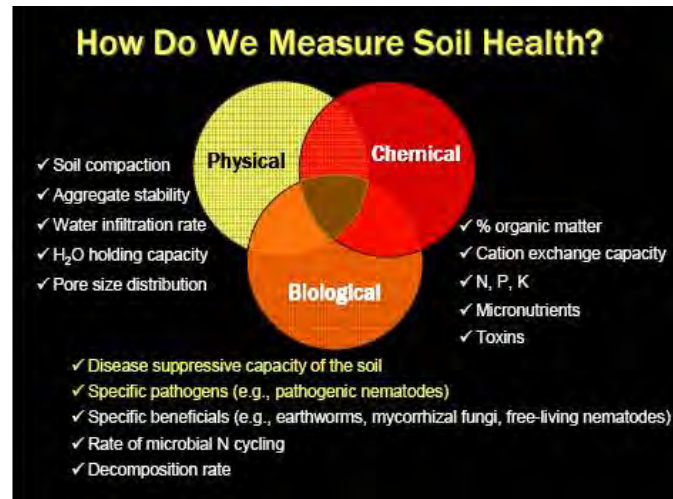 How Do We Measure Soil Health?
Physical
Chemical
Biological
✓ Soil compaction
✓ Aggregate stability
✓ Water infiltration rate
✓ H₂O holding capacity
✓ Pore size distribution
✓ % organic matter
✓ Cation exchange capacity
✓ N, P, K
✓ Micronutrients
✓ Toxins
✓ Disease suppressive capacity of the soil
✓ Specific pathogens (e.g., pathogenic nematodes)
✓ Specific beneficials (e.g., earthworms, mycorrhizal fungi, free-living nematodes)
✓ Rate of microbial N cycling
✓ Decomposition rate